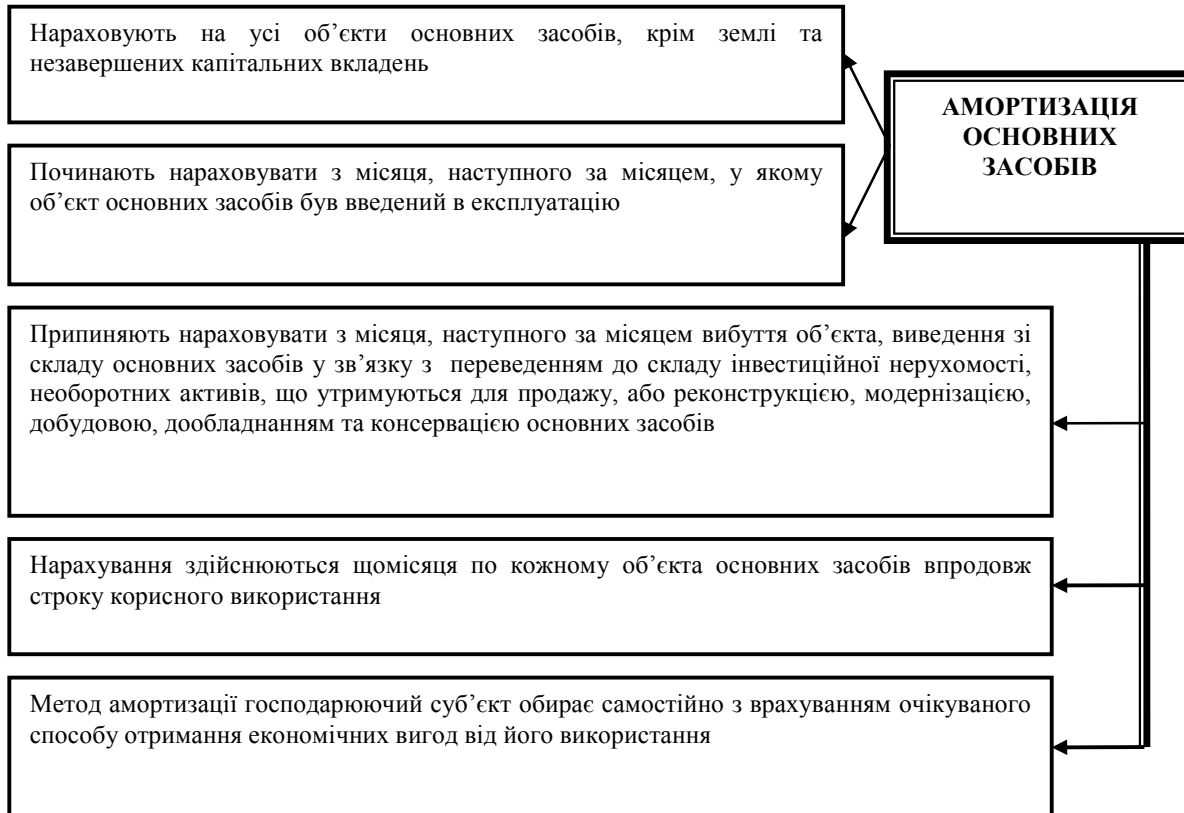 Нараховують на усі об’єкти основних засобів, крім землі та
незавершених капітальних вкладень
АМОРТИЗАЦІЯ
ОСНОВНИХ
ЗАСОБІВ
Починають нараховувати з місяця, наступного за місяцем, у якому
об’єкт основних засобів був введений в експлуатацію
Припиняють нараховувати з місяця, наступного за місяцем вибуття об’єкта, виведення зі
складу основних засобів у зв’язку з переведенням до складу інвестиційної нерухомості,
необоротних активів, що утримуються для продажу, або реконструкцією, модернізацією,
добудовою, дообладнанням та консервацією основних засобів
Нарахування здійснюються щомісяця по кожному об’єкта основних засобів впродовж
строку корисного використання
Метод амортизації господарюючий суб’єкт обирає самостійно з врахуванням очікуваного
способу отримання економічних вигод від його використання